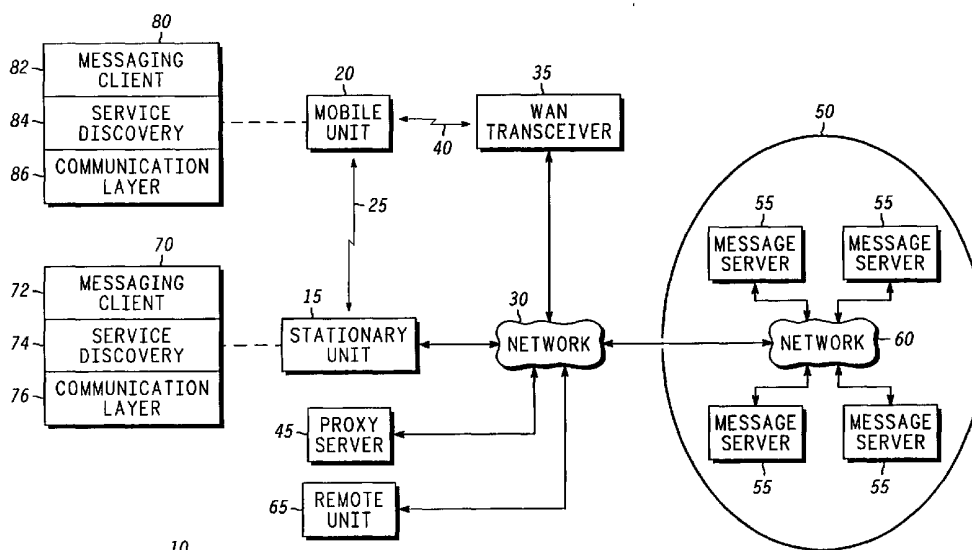 80
82
MESSAGING
CLIENT
84
SERVICE
DISCOVERY
86
COMMUNICATION
LAYER
20
MOBILE
UNIT
40
35
WAN
TRANSCEIVER
25
50
55
MESSAGE
SERVER
55
MESSAGE
SERVER
70
72
MESSAGING
CLIENT
74
SERVICE
DISCOVERY
76
COMMUNICATION
LAYER
15
STATIONARY
UNIT
30
NETWORK
NETWORK
60
45
PROXY
SERVER
65
REMOTE
UNIT
MESSAGE
SERVER
55
MESSAGE
SERVER
55
10